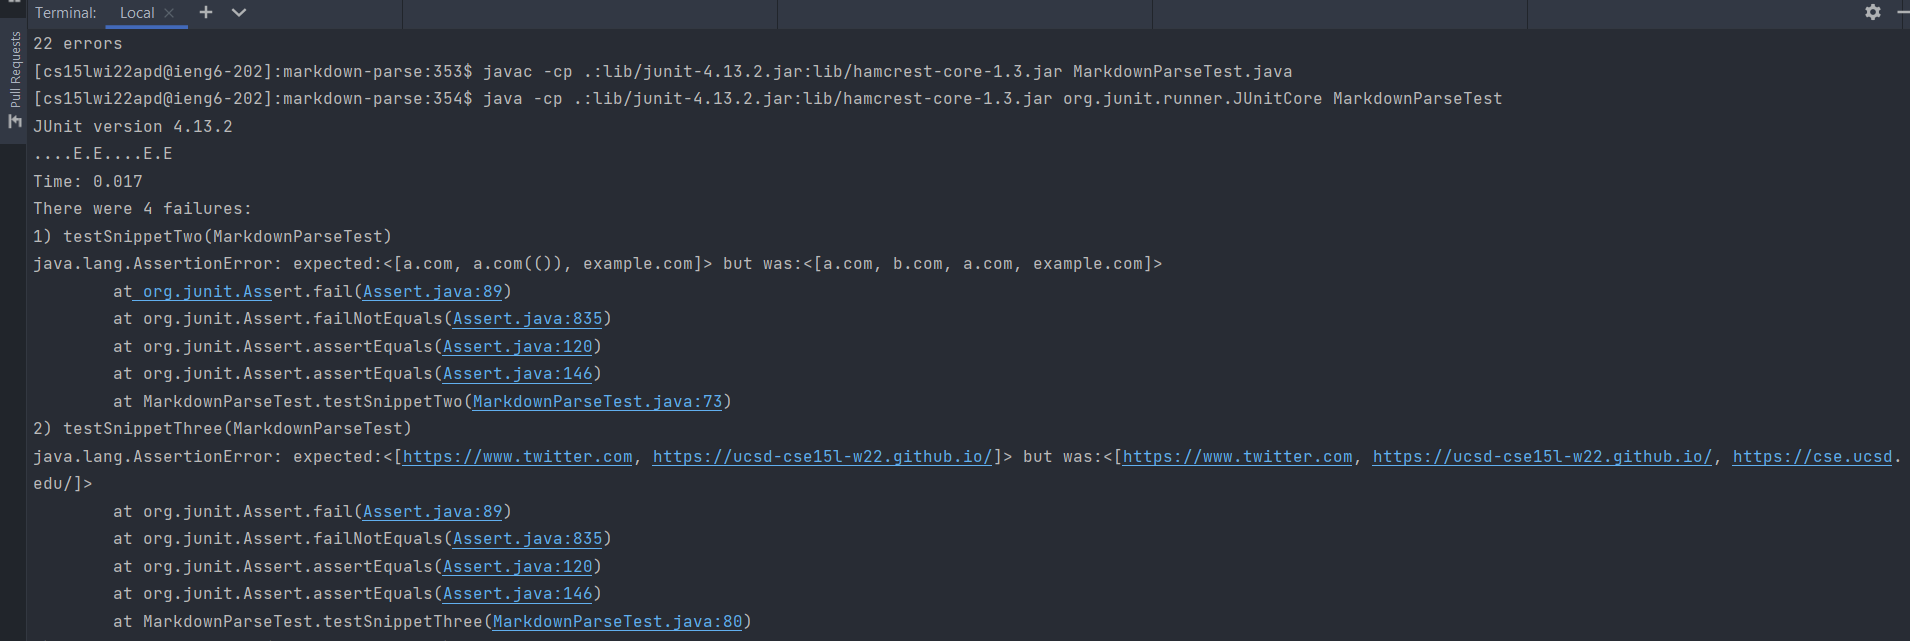 Terminal: Local
Pull Requests
22 errors
[cs15lwi22apd@ieng6-202]:markdown-parse:353$ javac -cp .:lib/junit-4.13.2.jar:lib/hamcrest-core-1.3.jar MarkdownParseTest.java
[cs15lwi22apd@ieng6-202]:markdown-parse:354$ java -cp .:lib/junit-4.13.2.jar:lib/hamcrest-core-1.3.jar org.junit.runner.JUnitCore MarkdownParseTest
JUnit version 4.13.2
....E.E....E.E
Time: 0.017
There were 4 failures:
1) testSnippetTwo(MarkdownParseTest)
java.lang.AssertionError: expected:<[a.com, a.com(()), example.com]> but was:<[a.com, b.com, a.com, example.com]>
at org.junit.Assert.fail(Assert.java:89)
at org.junit.Assert.failNotEquals(Assert.java:835)
at org.junit.Assert.assertEquals(Assert.java:120)
at org.junit.Assert.assertEquals(Assert.java:146)
at MarkdownParseTest.testSnippetTwo(MarkdownParseTest.java:73)
2) testSnippetThree(MarkdownParseTest)
java.lang.AssertionError: expected:<[https://www.twitter.com, https://ucsd-cse15l-w22.github.io/]> but was:<[https://www.twitter.com, https://ucsd-cse15l-w22.github.io/, https://cse.ucsd.
edu/]>
at org.junit.Assert.fail(Assert.java:89)
at org.junit.Assert.failNotEquals(Assert.java:835)
at org.junit.Assert.assertEquals(Assert.java:120)
at org.junit.Assert.assertEquals(Assert.java:146)
at MarkdownParseTest.testSnippetThree(MarkdownParseTest.java:80)